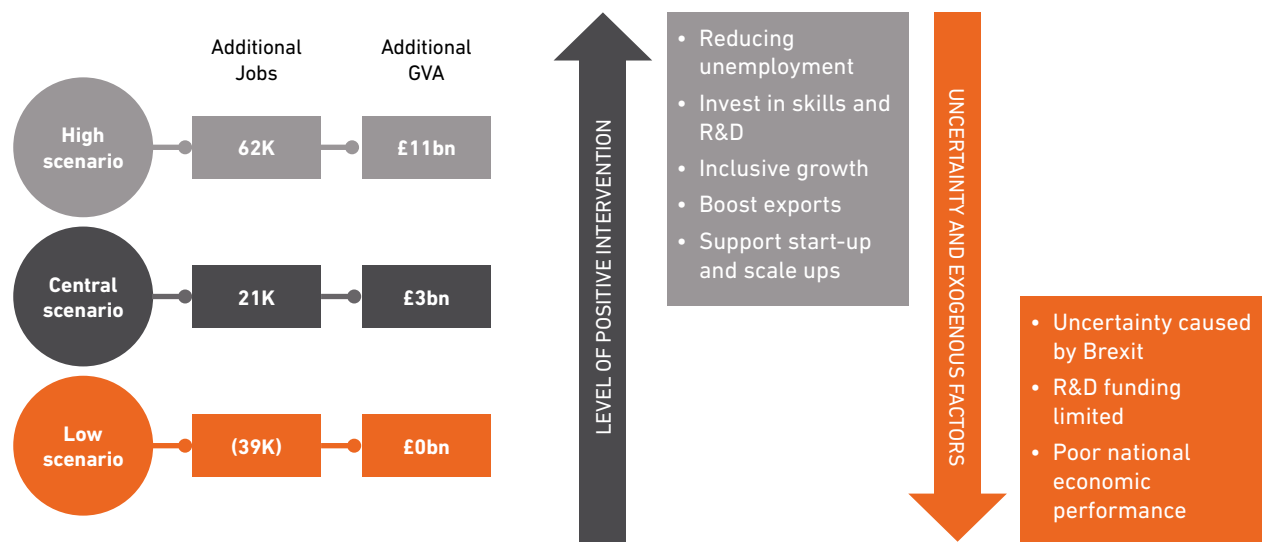 Additional
Jobs
Additional
GVA
High
scenario
62K
£11bn
Central
scenario
21K
£3bn
Low
scenario
(39K)
£0bn
LEVEL OF POSITIVE INTERVENTION
• Reducing
unemployment
• Invest in skills and
R&D
• Inclusive growth
• Boost exports
• Support start-up
and scale ups
UNCERTAINTY AND EXOGENOUS FACTORS
• Uncertainty caused
by Brexit
• R&D funding
limited
• Poor national
economic
performance